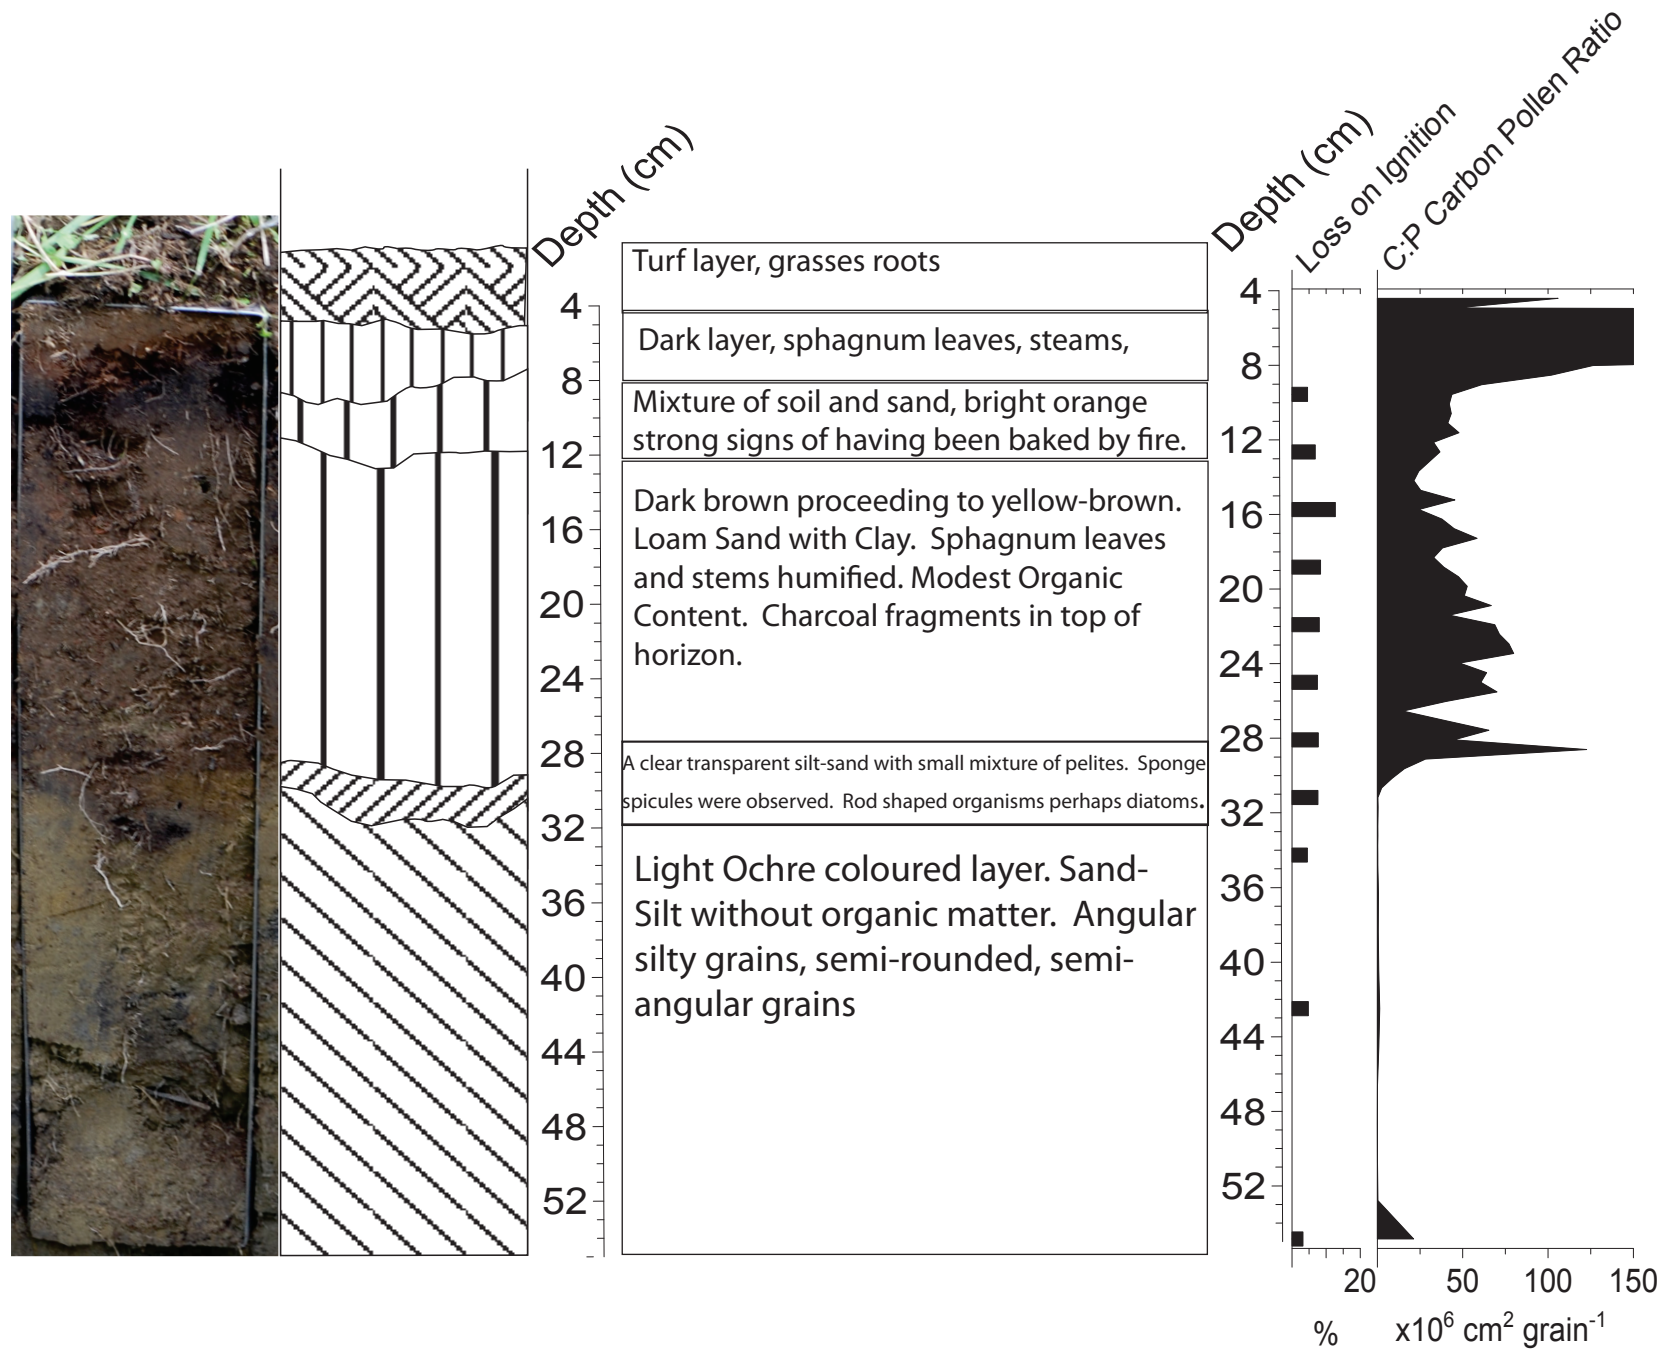 Depth (cm)
4
8
12
16
20
24
28
32
36
40
44
48
52
Turf layer, grasses roots
Dark layer, sphagnum leaves, steams,
Mixture of soil and sand, bright orange
strong signs of having been baked by fire.
Dark brown proceeding to yellow-brown.
Loam Sand with Clay. Sphagnum leaves
and stems humified. Modest Organic
Content. Charcoal fragments in top of
horizon.
A clear transparent silt-sand with small mixture of pelites. Sponge
spicules were observed. Rod shaped organisms perhaps diatoms.
Light Ochre coloured layer. Sand-
Silt without organic matter. Angular
silty grains, semi-rounded, semi-
angular grains
Depth (cm)
4
8
12
16
20
24
28
32
36
40
44
48
52
Loss on Ignition
20
%
C:P Carbon Pollen Ratio
50 100 150
x10⁶ cm² grain⁻¹